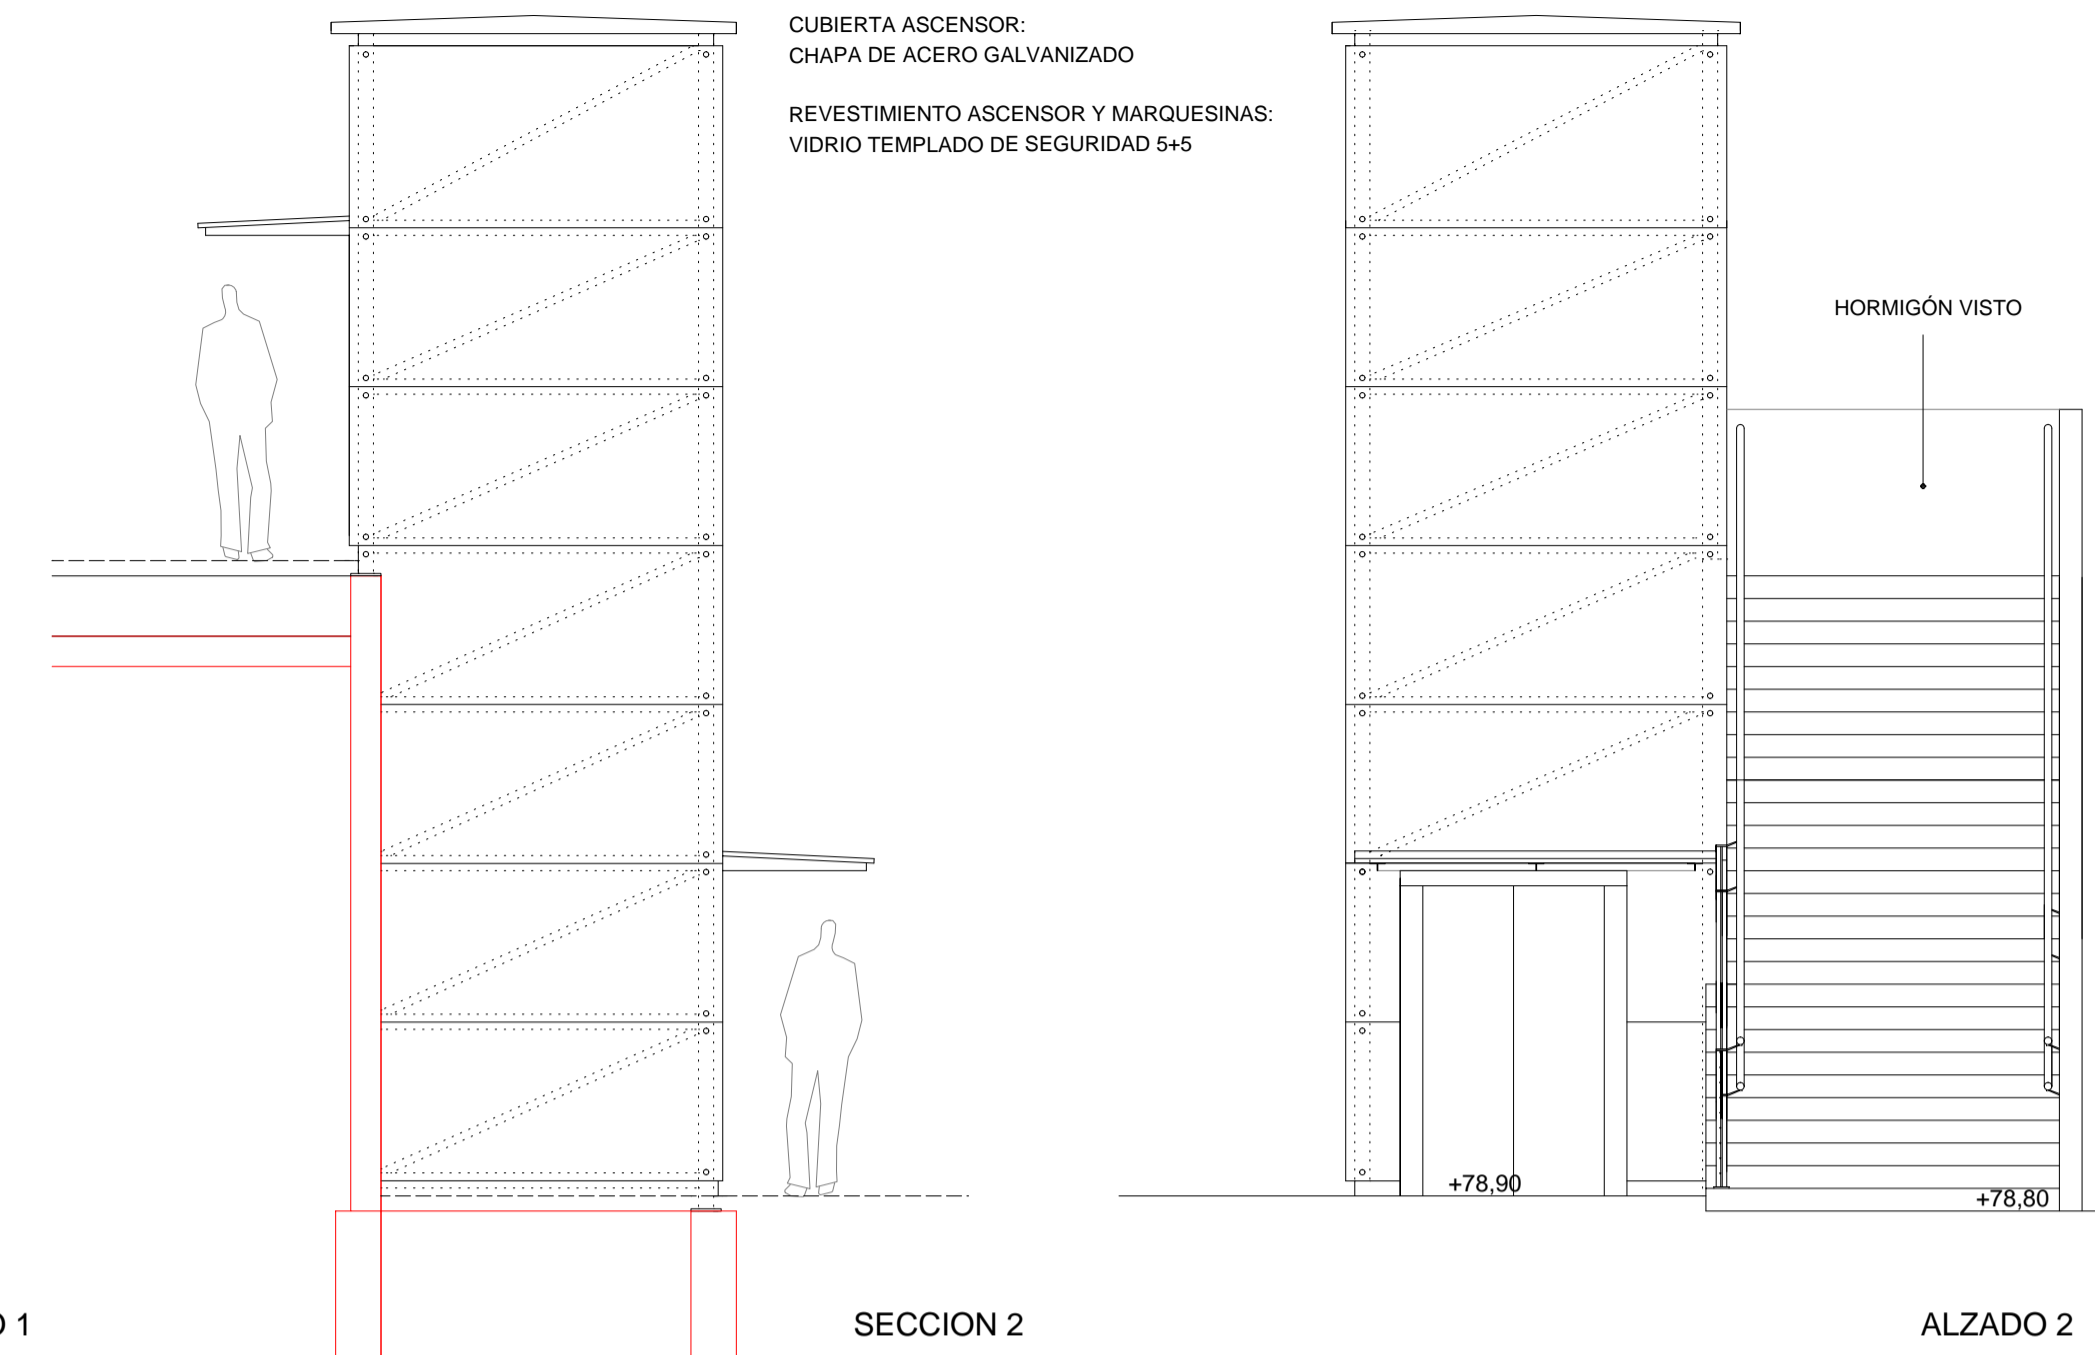 CUBIERTA ASCENSOR:
CHAPA DE ACERO GALVANIZADO
REVESTIMIENTO ASCENSOR Y MARQUESINAS:
VIDRIO TEMPLADO DE SEGURIDAD 5+5
HORMIGÓN VISTO
+78,90
+78,80
1
SECCION 2
ALZADO 2